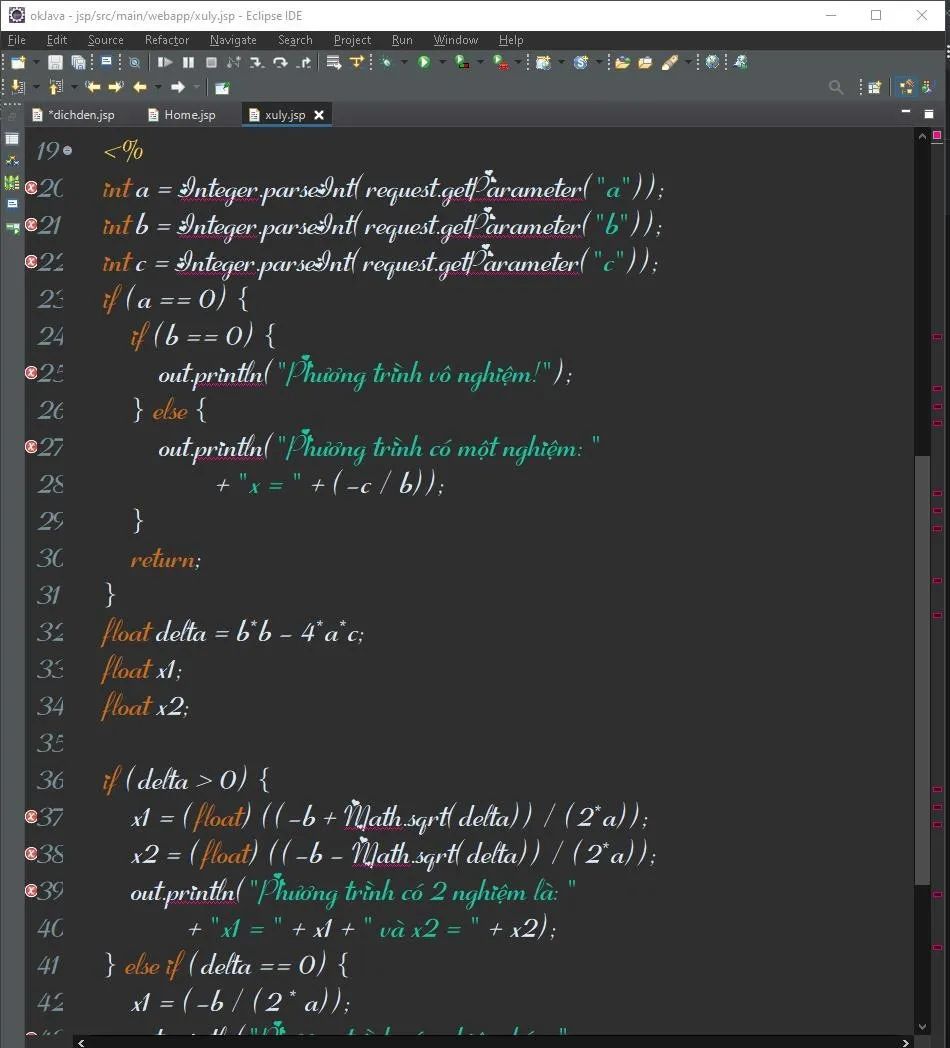 okJava - jsp/src/main/webapp/xuly.jsp - Eclipse IDE
File Edit Source Refactor Navigate Search Project Run Window Help
*dichden.jsp Home.jsp xuly.jsp
19 <%
20 int a = Integer.parseInt(request.getParameter("a"));
21 int b = Integer.parseInt(request.getParameter("b"));
22 int c = Integer.parseInt(request.getParameter("c"));
23 if (a == 0) {
24 if (b == 0) {
25 out.println("Phương trình vô nghiệm!");
26 } else {
27 out.println("Phương trình có một nghiệm: "
28 + "x = " + (-c / b));
29 }
30 return;
31 }
32 float delta = b*b - 4*a*c;
33 float x1;
34 float x2;
35
36 if (delta > 0) {
37 x1 = (float) ((-b + Math.sqrt(delta)) / (2*a));
38 x2 = (float) ((-b - Math.sqrt(delta)) / (2*a));
39 out.println("Phương trình có 2 nghiệm là: "
40 + "x1 = " + x1 + " và x2 = " + x2);
41 } else if (delta == 0) {
42 x1 = (-b / (2 * a));